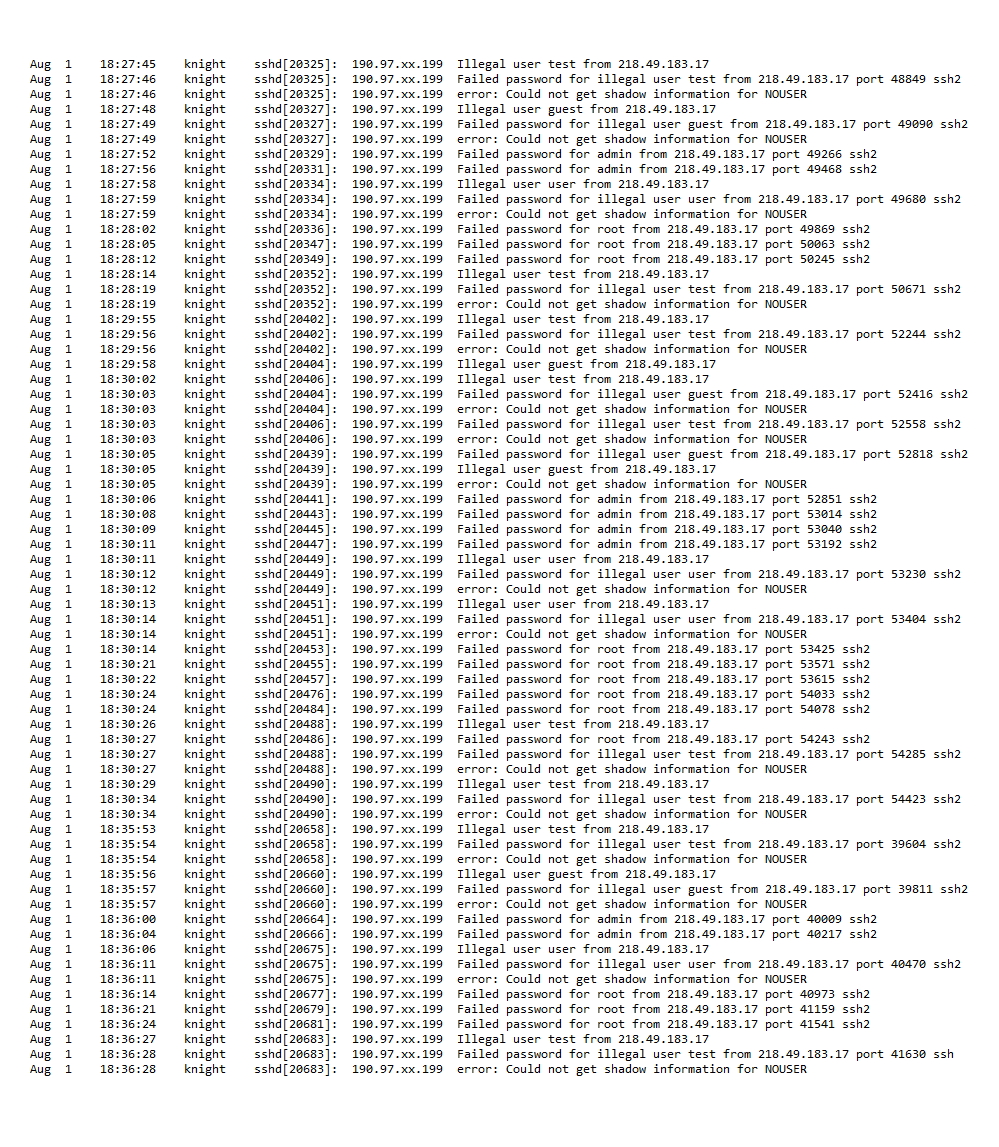 Aug 1 18:27:45 knight sshd[20325]: 190.97.xx.199 Illegal user test from 218.49.183.17
Aug 1 18:27:46 knight sshd[20325]: 190.97.xx.199 Failed password for illegal user test from 218.49.183.17 port 48849 ssh2
Aug 1 18:27:46 knight sshd[20325]: 190.97.xx.199 error: Could not get shadow information for NOUSER
Aug 1 18:27:48 knight sshd[20327]: 190.97.xx.199 Illegal user guest from 218.49.183.17
Aug 1 18:27:49 knight sshd[20327]: 190.97.xx.199 Failed password for illegal user guest from 218.49.183.17 port 49090 ssh2
Aug 1 18:27:49 knight sshd[20327]: 190.97.xx.199 error: Could not get shadow information for NOUSER
Aug 1 18:27:52 knight sshd[20329]: 190.97.xx.199 Failed password for admin from 218.49.183.17 port 49266 ssh2
Aug 1 18:27:56 knight sshd[20331]: 190.97.xx.199 Failed password for admin from 218.49.183.17 port 49468 ssh2
Aug 1 18:27:58 knight sshd[20334]: 190.97.xx.199 Illegal user user from 218.49.183.17
Aug 1 18:27:59 knight sshd[20334]: 190.97.xx.199 Failed password for illegal user user from 218.49.183.17 port 49680 ssh2
Aug 1 18:27:59 knight sshd[20334]: 190.97.xx.199 error: Could not get shadow information for NOUSER
Aug 1 18:28:02 knight sshd[20336]: 190.97.xx.199 Failed password for root from 218.49.183.17 port 49869 ssh2
Aug 1 18:28:05 knight sshd[20347]: 190.97.xx.199 Failed password for root from 218.49.183.17 port 50063 ssh2
Aug 1 18:28:12 knight sshd[20349]: 190.97.xx.199 Failed password for root from 218.49.183.17 port 50245 ssh2
Aug 1 18:28:14 knight sshd[20352]: 190.97.xx.199 Illegal user test from 218.49.183.17
Aug 1 18:28:19 knight sshd[20352]: 190.97.xx.199 Failed password for illegal user test from 218.49.183.17 port 50671 ssh2
Aug 1 18:28:19 knight sshd[20352]: 190.97.xx.199 error: Could not get shadow information for NOUSER
Aug 1 18:29:55 knight sshd[20402]: 190.97.xx.199 Illegal user test from 218.49.183.17
Aug 1 18:29:56 knight sshd[20402]: 190.97.xx.199 Failed password for illegal user test from 218.49.183.17 port 52244 ssh2
Aug 1 18:29:56 knight sshd[20402]: 190.97.xx.199 error: Could not get shadow information for NOUSER
Aug 1 18:29:58 knight sshd[20404]: 190.97.xx.199 Illegal user guest from 218.49.183.17
Aug 1 18:30:02 knight sshd[20406]: 190.97.xx.199 Illegal user test from 218.49.183.17
Aug 1 18:30:03 knight sshd[20404]: 190.97.xx.199 Failed password for illegal user guest from 218.49.183.17 port 52416 ssh2
Aug 1 18:30:03 knight sshd[20404]: 190.97.xx.199 error: Could not get shadow information for NOUSER
Aug 1 18:30:03 knight sshd[20406]: 190.97.xx.199 Failed password for illegal user test from 218.49.183.17 port 52558 ssh2
Aug 1 18:30:03 knight sshd[20406]: 190.97.xx.199 error: Could not get shadow information for NOUSER
Aug 1 18:30:05 knight sshd[20439]: 190.97.xx.199 Failed password for illegal user guest from 218.49.183.17 port 52818 ssh2
Aug 1 18:30:05 knight sshd[20439]: 190.97.xx.199 Illegal user guest from 218.49.183.17
Aug 1 18:30:05 knight sshd[20439]: 190.97.xx.199 error: Could not get shadow information for NOUSER
Aug 1 18:30:06 knight sshd[20441]: 190.97.xx.199 Failed password for admin from 218.49.183.17 port 52851 ssh2
Aug 1 18:30:08 knight sshd[20443]: 190.97.xx.199 Failed password for admin from 218.49.183.17 port 53014 ssh2
Aug 1 18:30:09 knight sshd[20445]: 190.97.xx.199 Failed password for admin from 218.49.183.17 port 53040 ssh2
Aug 1 18:30:11 knight sshd[20447]: 190.97.xx.199 Failed password for admin from 218.49.183.17 port 53192 ssh2
Aug 1 18:30:11 knight sshd[20449]: 190.97.xx.199 Illegal user user from 218.49.183.17
Aug 1 18:30:12 knight sshd[20449]: 190.97.xx.199 Failed password for illegal user user from 218.49.183.17 port 53230 ssh2
Aug 1 18:30:12 knight sshd[20449]: 190.97.xx.199 error: Could not get shadow information for NOUSER
Aug 1 18:30:13 knight sshd[20451]: 190.97.xx.199 Illegal user user from 218.49.183.17
Aug 1 18:30:14 knight sshd[20451]: 190.97.xx.199 Failed password for illegal user user from 218.49.183.17 port 53404 ssh2
Aug 1 18:30:14 knight sshd[20451]: 190.97.xx.199 error: Could not get shadow information for NOUSER
Aug 1 18:30:14 knight sshd[20453]: 190.97.xx.199 Failed password for root from 218.49.183.17 port 53425 ssh2
Aug 1 18:30:21 knight sshd[20455]: 190.97.xx.199 Failed password for root from 218.49.183.17 port 53571 ssh2
Aug 1 18:30:22 knight sshd[20457]: 190.97.xx.199 Failed password for root from 218.49.183.17 port 53615 ssh2
Aug 1 18:30:24 knight sshd[20476]: 190.97.xx.199 Failed password for root from 218.49.183.17 port 54033 ssh2
Aug 1 18:30:24 knight sshd[20484]: 190.97.xx.199 Failed password for root from 218.49.183.17 port 54078 ssh2
Aug 1 18:30:26 knight sshd[20488]: 190.97.xx.199 Illegal user test from 218.49.183.17
Aug 1 18:30:27 knight sshd[20486]: 190.97.xx.199 Failed password for root from 218.49.183.17 port 54243 ssh2
Aug 1 18:30:27 knight sshd[20488]: 190.97.xx.199 Failed password for illegal user test from 218.49.183.17 port 54285 ssh2
Aug 1 18:30:27 knight sshd[20488]: 190.97.xx.199 error: Could not get shadow information for NOUSER
Aug 1 18:30:29 knight sshd[20490]: 190.97.xx.199 Illegal user test from 218.49.183.17
Aug 1 18:30:34 knight sshd[20490]: 190.97.xx.199 Failed password for illegal user test from 218.49.183.17 port 54423 ssh2
Aug 1 18:30:34 knight sshd[20490]: 190.97.xx.199 error: Could not get shadow information for NOUSER
Aug 1 18:35:53 knight sshd[20658]: 190.97.xx.199 Illegal user test from 218.49.183.17
Aug 1 18:35:54 knight sshd[20658]: 190.97.xx.199 Failed password for illegal user test from 218.49.183.17 port 39604 ssh2
Aug 1 18:35:54 knight sshd[20658]: 190.97.xx.199 error: Could not get shadow information for NOUSER
Aug 1 18:35:56 knight sshd[20660]: 190.97.xx.199 Illegal user guest from 218.49.183.17
Aug 1 18:35:57 knight sshd[20660]: 190.97.xx.199 Failed password for illegal user guest from 218.49.183.17 port 39811 ssh2
Aug 1 18:35:57 knight sshd[20660]: 190.97.xx.199 error: Could not get shadow information for NOUSER
Aug 1 18:36:00 knight sshd[20664]: 190.97.xx.199 Failed password for admin from 218.49.183.17 port 40009 ssh2
Aug 1 18:36:04 knight sshd[20666]: 190.97.xx.199 Failed password for admin from 218.49.183.17 port 40217 ssh2
Aug 1 18:36:06 knight sshd[20675]: 190.97.xx.199 Illegal user user from 218.49.183.17
Aug 1 18:36:11 knight sshd[20675]: 190.97.xx.199 Failed password for illegal user user from 218.49.183.17 port 40470 ssh2
Aug 1 18:36:11 knight sshd[20675]: 190.97.xx.199 error: Could not get shadow information for NOUSER
Aug 1 18:36:14 knight sshd[20677]: 190.97.xx.199 Failed password for root from 218.49.183.17 port 40973 ssh2
Aug 1 18:36:21 knight sshd[20679]: 190.97.xx.199 Failed password for root from 218.49.183.17 port 41159 ssh2
Aug 1 18:36:24 knight sshd[20681]: 190.97.xx.199 Failed password for root from 218.49.183.17 port 41541 ssh2
Aug 1 18:36:27 knight sshd[20683]: 190.97.xx.199 Illegal user test from 218.49.183.17
Aug 1 18:36:28 knight sshd[20683]: 190.97.xx.199 Failed password for illegal user test from 218.49.183.17 port 41630 ssh
Aug 1 18:36:28 knight sshd[20683]: 190.97.xx.199 error: Could not get shadow information for NOUSER